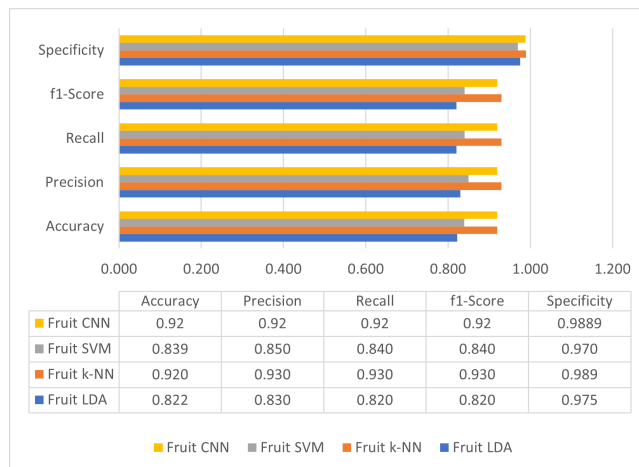 Specificity
f1-Score
Recall
Precision
Accuracy
0.000 0.200 0.400 0.600 0.800 1.000 1.200
Accuracy Precision Recall f1-Score Specificity
Fruit CNN 0.92 0.92 0.92 0.92 0.9889
Fruit SVM 0.839 0.850 0.840 0.840 0.970
Fruit k-NN 0.920 0.930 0.930 0.930 0.989
Fruit LDA 0.822 0.830 0.820 0.820 0.975
Fruit CNN Fruit SVM Fruit k-NN Fruit LDA